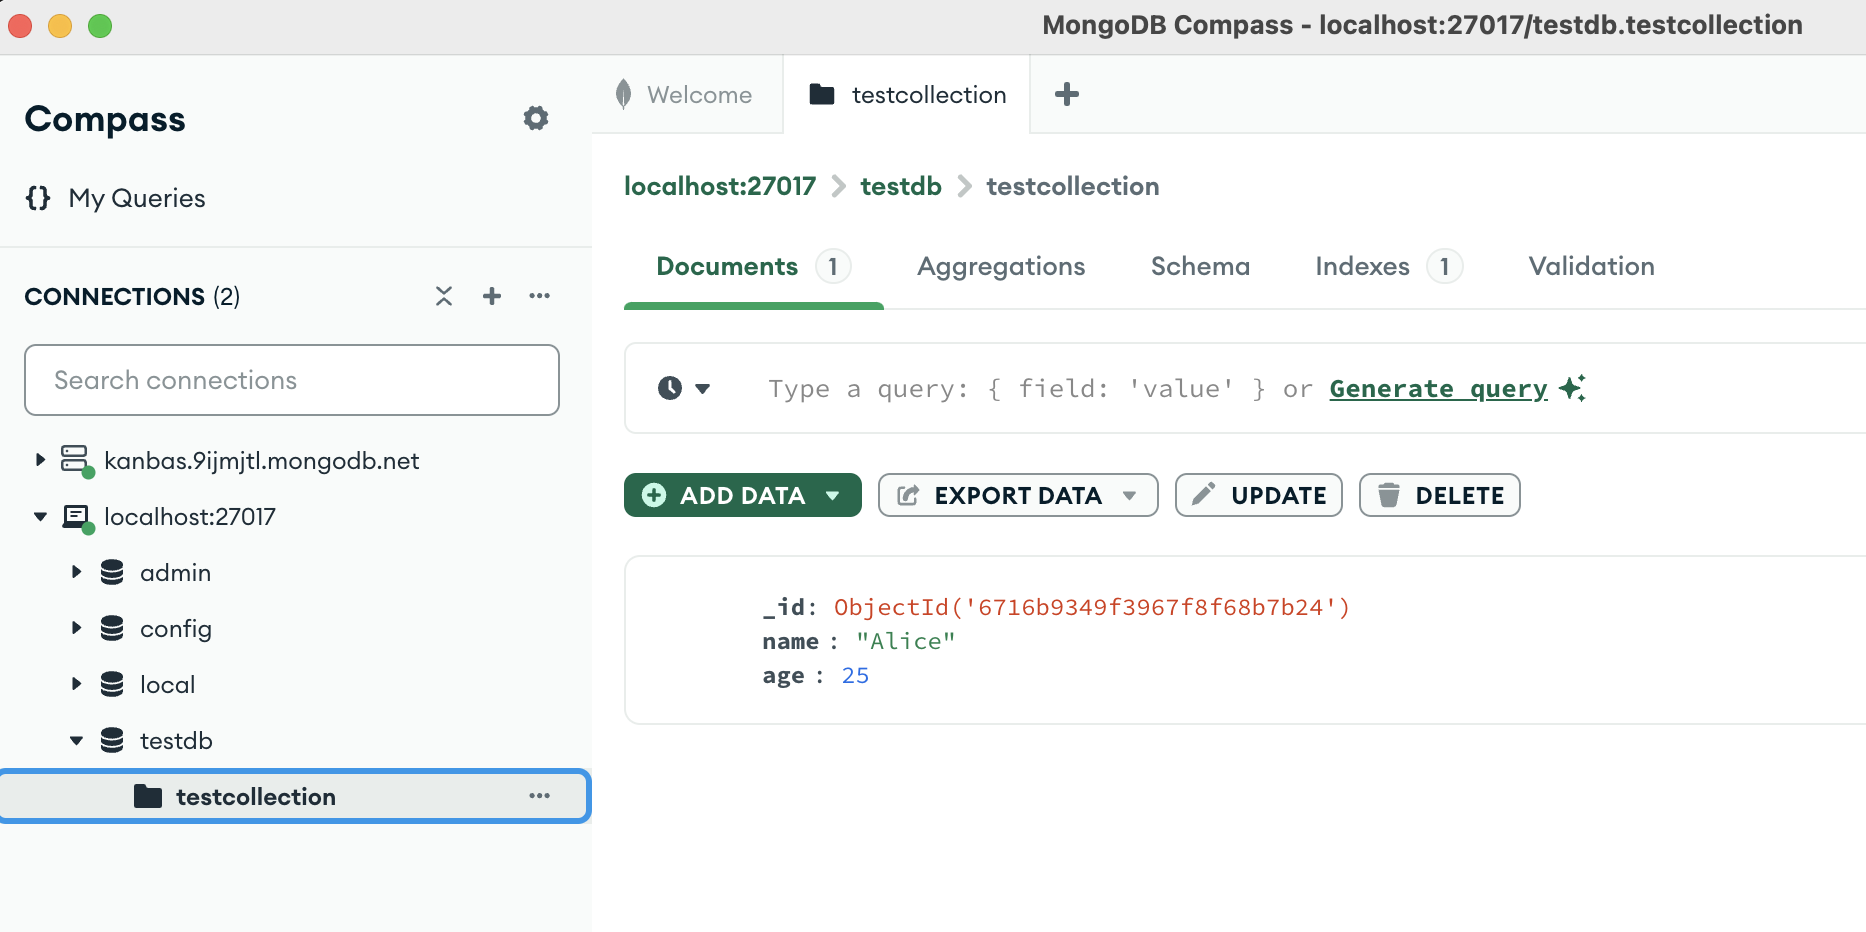 MongoDB Compass - localhost:27017/testdb.testcollection
Compass
{} My Queries
CONNECTIONS (2)
Search connections
kanbas.9ijmjtl.mongodb.net
localhost:27017
admin
config
local
testdb
testcollection
Welcome
testcollection
localhost:27017 > testdb > testcollection
Documents 1 Aggregations Schema Indexes 1 Validation
Type a query: { field: 'value' } or Generate query
ADD DATA EXPORT DATA UPDATE DELETE
_id: ObjectId('6716b9349f3967f8f68b7b24')
name : "Alice"
age : 25